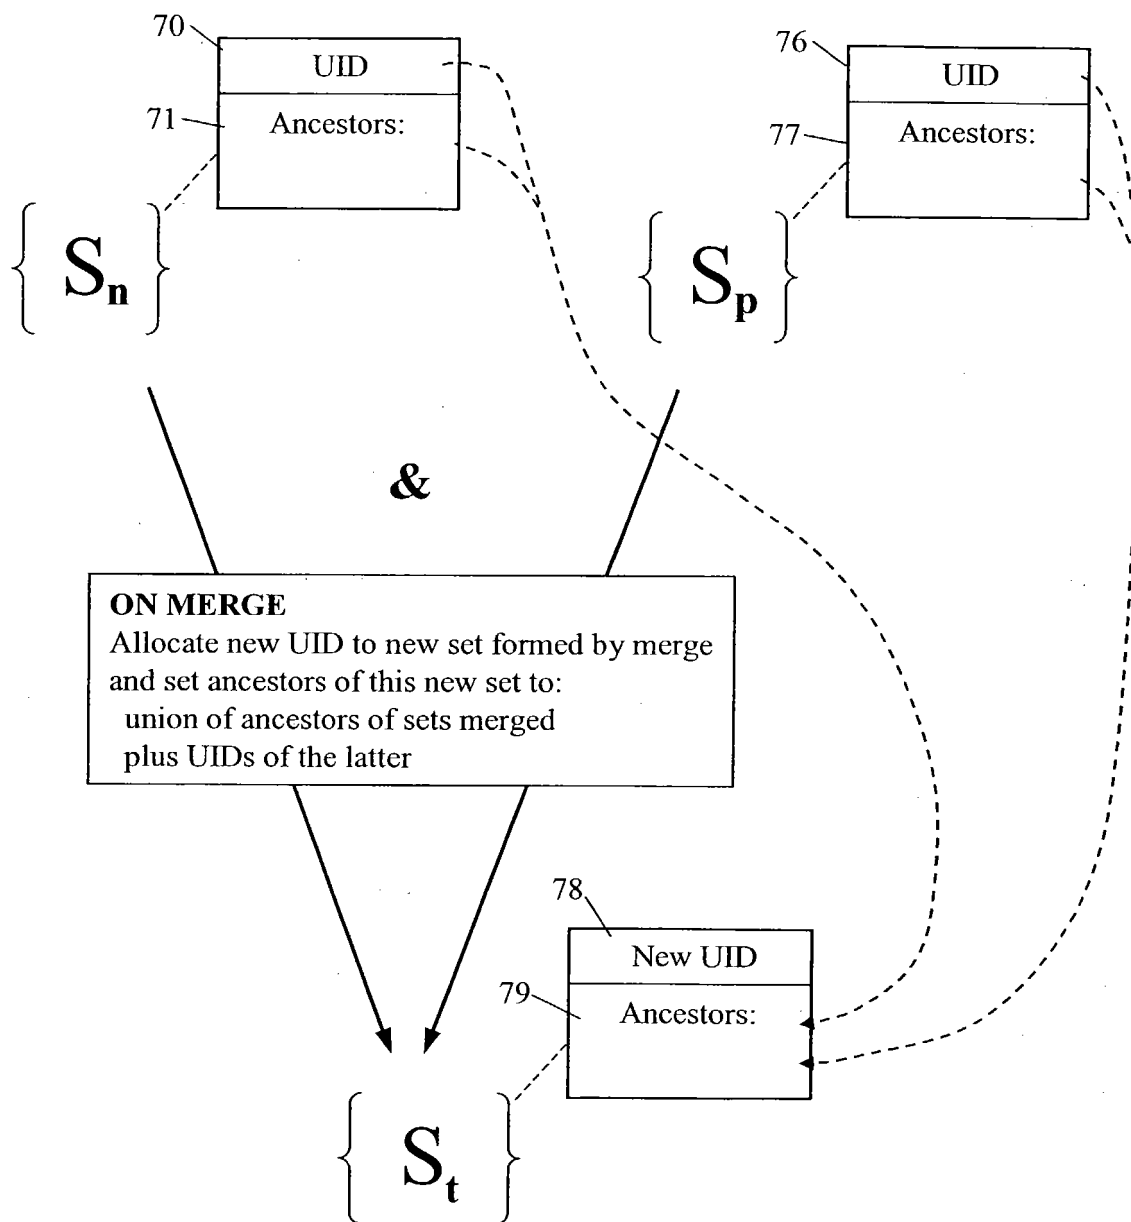 70
UID
71
Ancestors:
76
UID
77
Ancestors:
{ Sn }
{ Sp }
&
ON MERGE
Allocate new UID to new set formed by merge
and set ancestors of this new set to:
union of ancestors of sets merged
plus UIDs of the latter
78
New UID
79
Ancestors:
{ St }